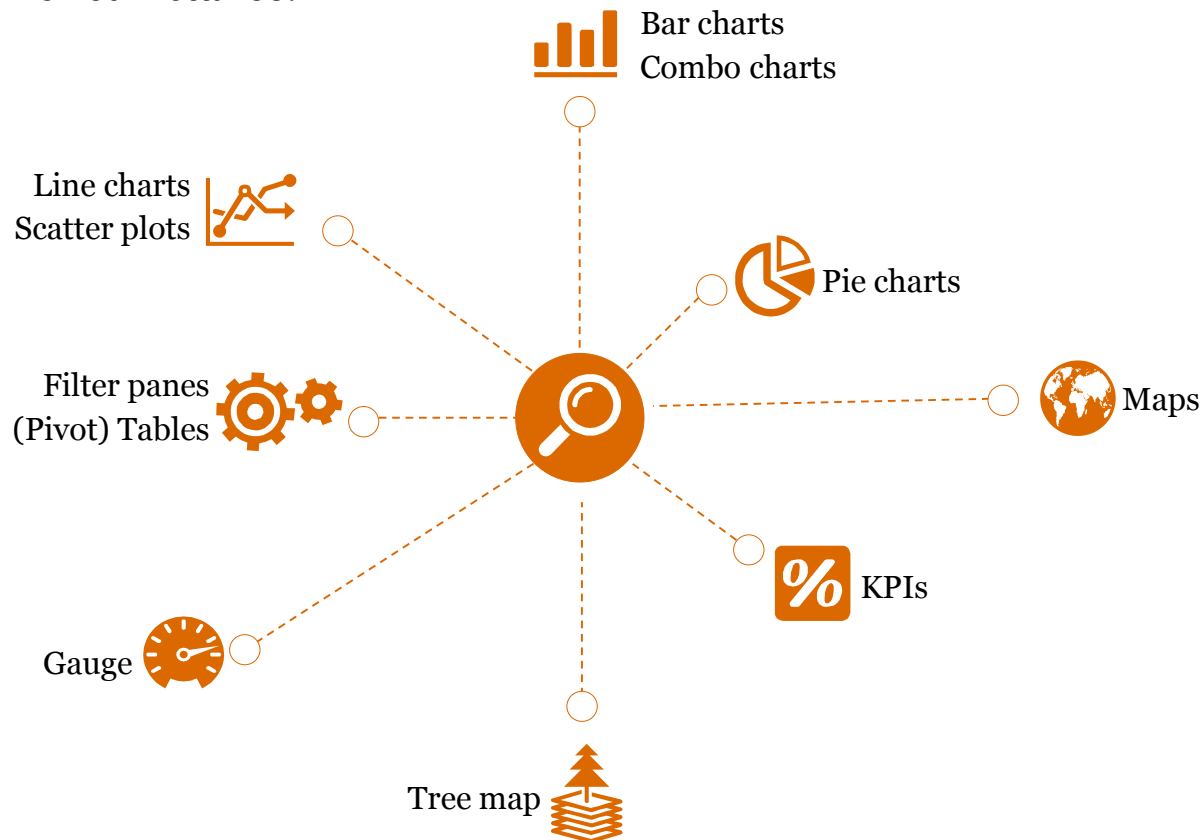 Bar charts
Combo charts
Line charts
Scatter plots
Pie charts
Filter panes
(Pivot) Tables
Maps
%
KPIs
Gauge
Tree map